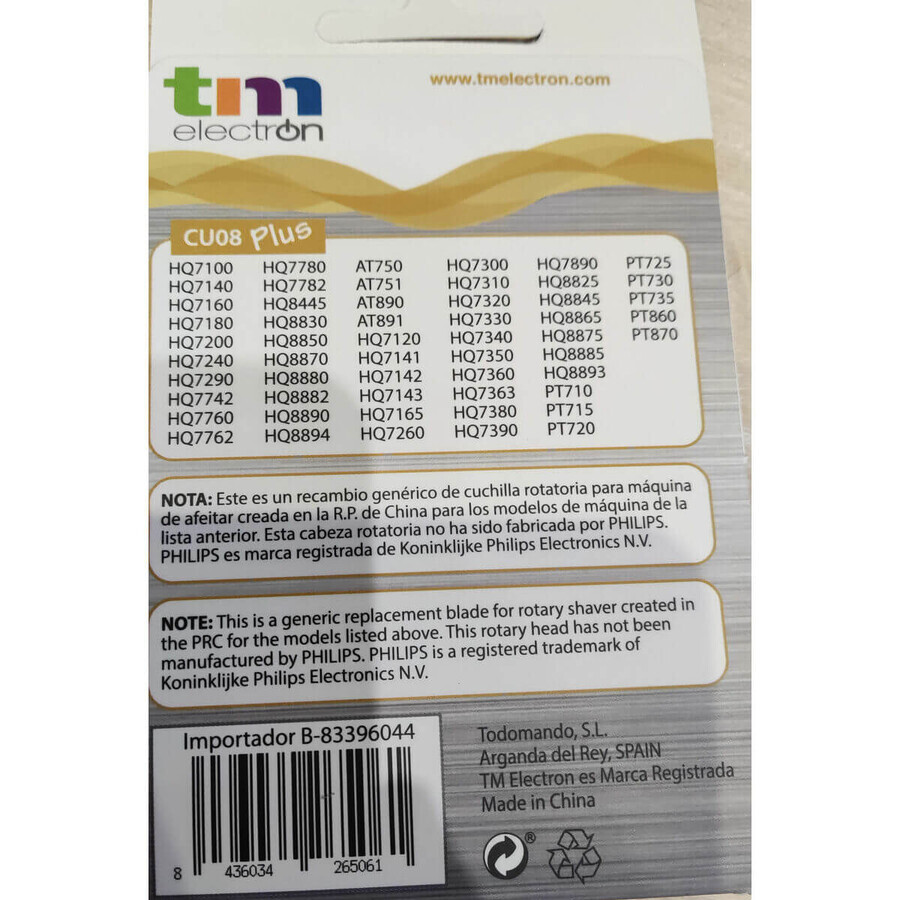 tm
electron
www.tmelectron.com
CU08 Plus
HQ7100 HQ7780 AT750 HQ7300 HQ7890 PT725
HQ7140 HQ7782 AT751 HQ7310 HQ8825 PT730
HQ7160 HQ8445 AT890 HQ7320 HQ8845 PT735
HQ7180 HQ8830 AT891 HQ7330 HQ8865 PT860
HQ7200 HQ8850 HQ7120 HQ7340 HQ8875 PT870
HQ7240 HQ8870 HQ7141 HQ7350 HQ8885
HQ7290 HQ8880 HQ7142 HQ7360 HQ8893
HQ7742 HQ8882 HQ7143 HQ7363 PT710
HQ7760 HQ8890 HQ7165 HQ7380 PT715
HQ7762 HQ8894 HQ7260 HQ7390 PT720
NOTA: Este es un recambio genérico de cuchilla rotatoria para máquina
de afeitar creada en la R.P. de China para los modelos de máquina de la
lista anterior. Esta cabeza rotatoria no ha sido fabricada por PHILIPS.
PHILIPS es marca registrada de Koninklijke Philips Electronics N.V.
NOTE: This is a generic replacement blade for rotary shaver created in
the PRC for the models listed above. This rotary head has not been
manufactured by PHILIPS. PHILIPS is a registered trademark of
Koninklijke Philips Electronics N.V.
Importador B-83396044
8 436034 265061
Todomando, S.L.
Arganda del Rey, SPAIN
TM Electron es Marca Registrada
Made in China
®